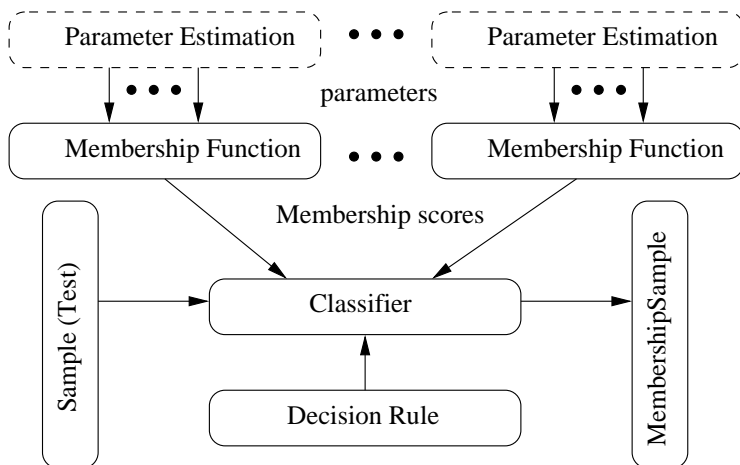 Parameter Estimation
Parameter Estimation
parameters
Membership Function
Membership Function
Membership scores
Sample (Test)
Classifier
MembershipSample
Decision Rule